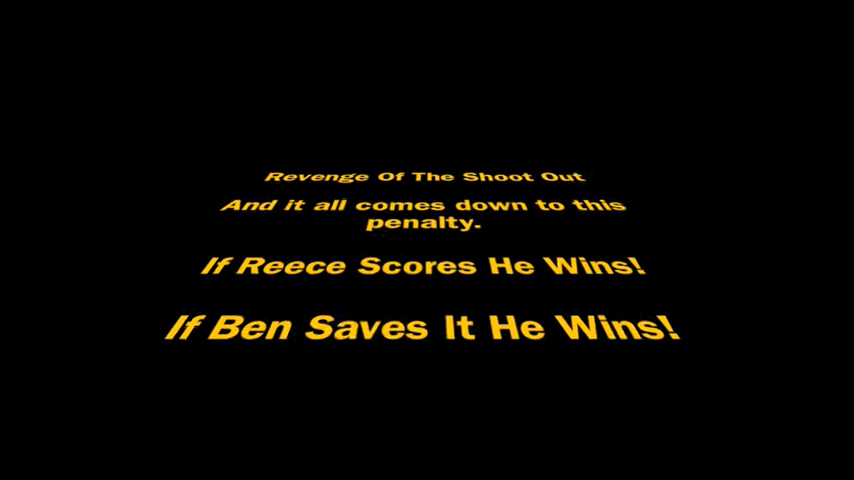 Revenge Of The Shoot Out
And it all comes down to this
penalty.
If Reece Scores He Wins!
If Ben Saves It He Wins!